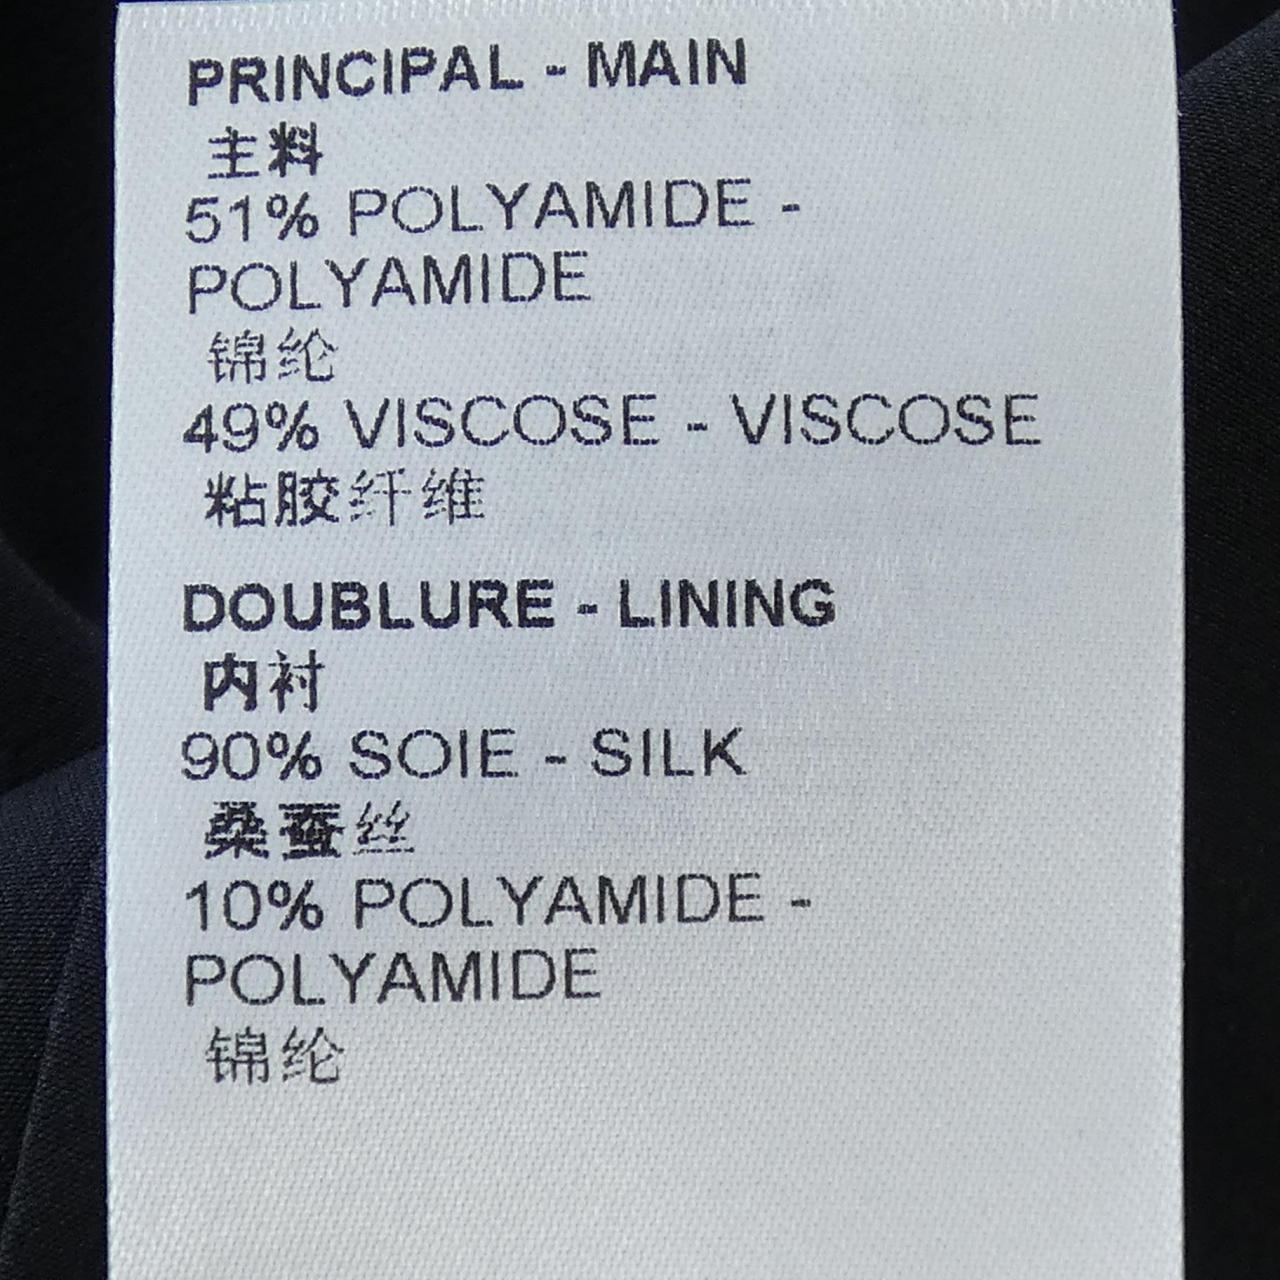 PRINCIPAL - MAIN
主料
51% POLYAMIDE -
POLYAMIDE
锦纶
49% VISCOSE - VISCOSE
粘胶纤维
DOUBLURE - LINING
内衬
90% SOIE - SILK
桑蚕丝
10% POLYAMIDE -
POLYAMIDE
锦纶